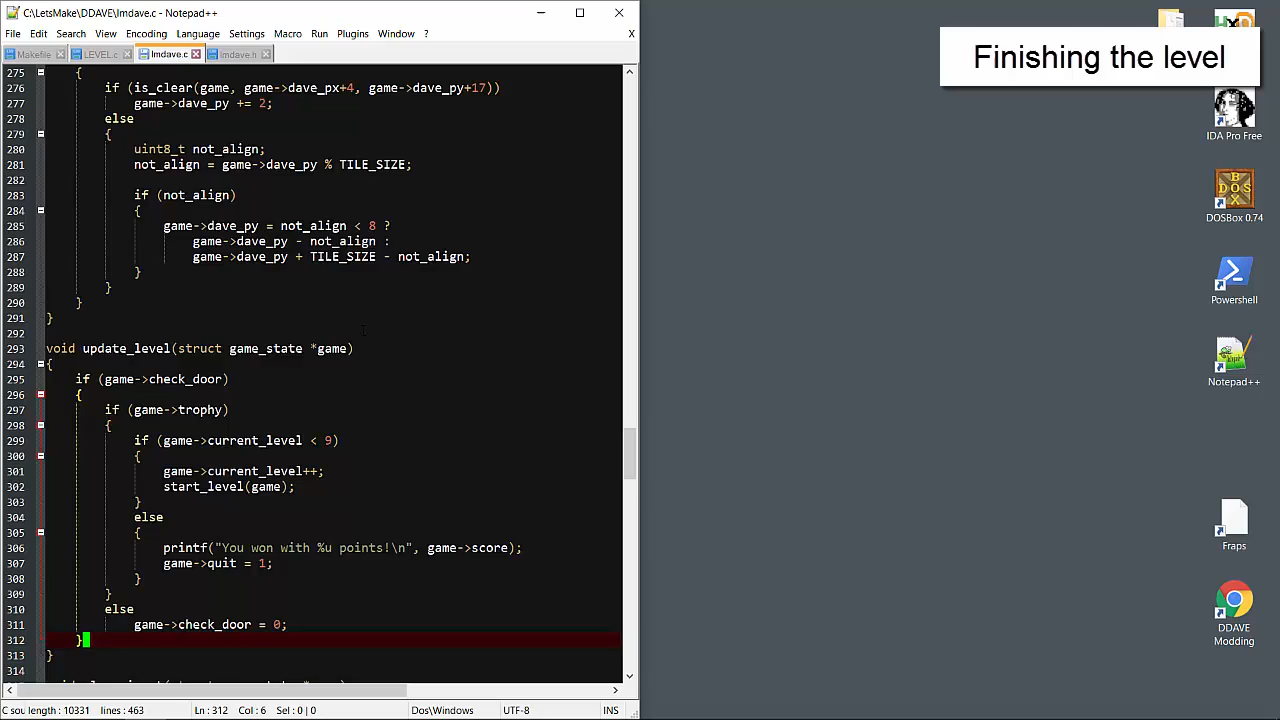 C:\LetsMake\DDAVE\lmdave.c - Notepad++
File Edit Search View Encoding Language Settings Macro Run Plugins Window ? X
Makefile LEVEL.c lmdave.c lmdave.h
275 {
276 if (is_clear(game, game->dave_px+4, game->dave_py+17))
277 game->dave_py += 2;
278 else
279 {
280 uint8_t not_align;
281 not_align = game->dave_py % TILE_SIZE;
282
283 if (not_align)
284 {
285 game->dave_py = not_align < 8 ?
286 game->dave_py - not_align :
287 game->dave_py + TILE_SIZE - not_align;
288 }
289 }
290 }
291 }
292
293 void update_level(struct game_state *game)
294 {
295 if (game->check_door)
296 {
297 if (game->trophy)
298 {
299 if (game->current_level < 9)
300 {
301 game->current_level++;
302 start_level(game);
303 }
304 else
305 {
306 printf("You won with %u points!\n", game->score);
307 game->quit = 1;
308 }
309 }
310 else
311 game->check_door = 0;
312 }
313 }
314
C sou length : 10331 lines : 463 Ln : 312 Col : 6 Sel : 0 | 0 Dos\Windows UTF-8 INS
Finishing the level
IDA Pro Free
DOSBox 0.74
Powershell
Notepad++
Fraps
DDAVE
Modding